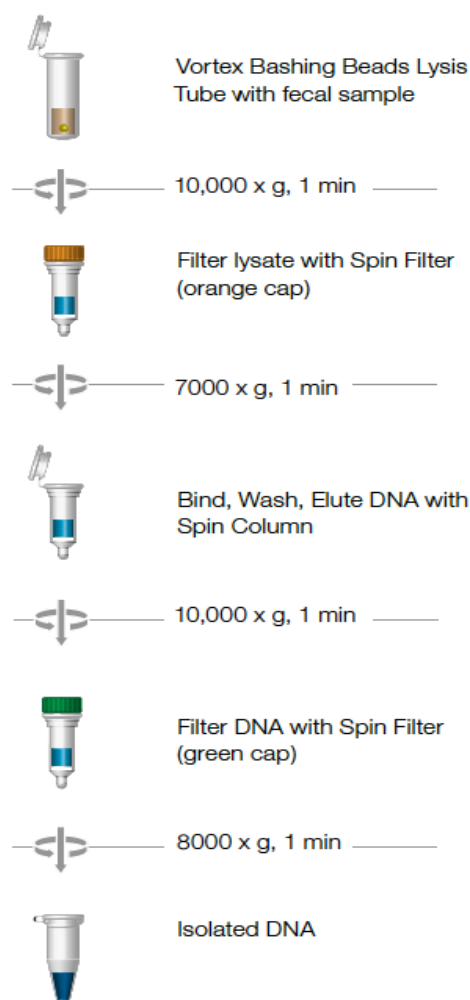 Vortex Bashing Beads Lysis
Tube with fecal sample
10,000 x g, 1 min
Filter lysate with Spin Filter
(orange cap)
7000 x g, 1 min
Bind, Wash, Elute DNA with
Spin Column
10,000 x g, 1 min
Filter DNA with Spin Filter
(green cap)
8000 x g, 1 min
Isolated DNA